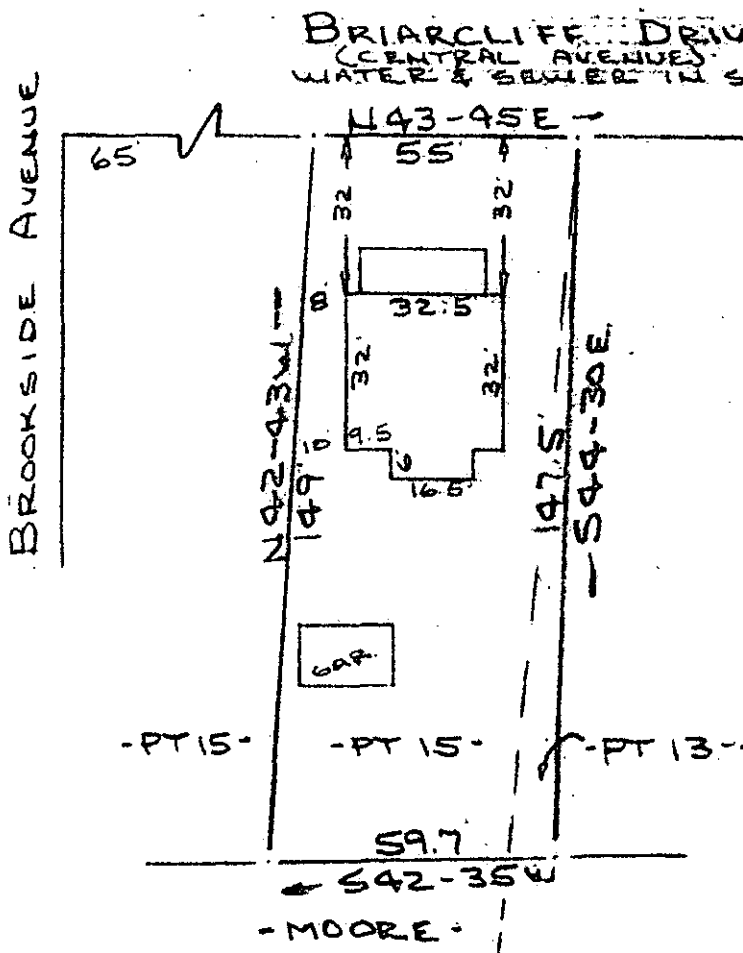 BRIARCLIFF DRIV
(CENTRAL AVENUE)
WATER & SEWER IN S
BROOKSIDE AVENUE
N43-45E
65'
55'
32
32'
8
32.5
32'
32'
N42-43W
149'
10
9.5
6
16.5'
147.5'
S44-30E
GAR.
-PT 15-
-PT 15-
-PT 13-
59.7
S42-35W
-MOORE-